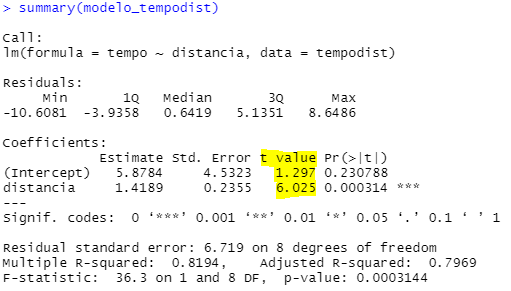 > summary(modelo_tempodist)
Call:
lm(formula = tempo ~ distancia, data = tempodist)
Residuals:
Min 1Q Median 3Q Max
-10.6081 -3.9358 0.6419 5.1351 8.6486
Coefficients:
Estimate Std. Error t value Pr(>|t|)
(Intercept) 5.8784 4.5323 1.297 0.230788
distancia 1.4189 0.2355 6.025 0.000314 ***
---
Signif. codes: 0 ‘***’ 0.001 ‘**’ 0.01 ‘*’ 0.05 ‘.’ 0.1 ‘ ’ 1
Residual standard error: 6.719 on 8 degrees of freedom
Multiple R-squared: 0.8194, Adjusted R-squared: 0.7969
F-statistic: 36.3 on 1 and 8 DF, p-value: 0.0003144